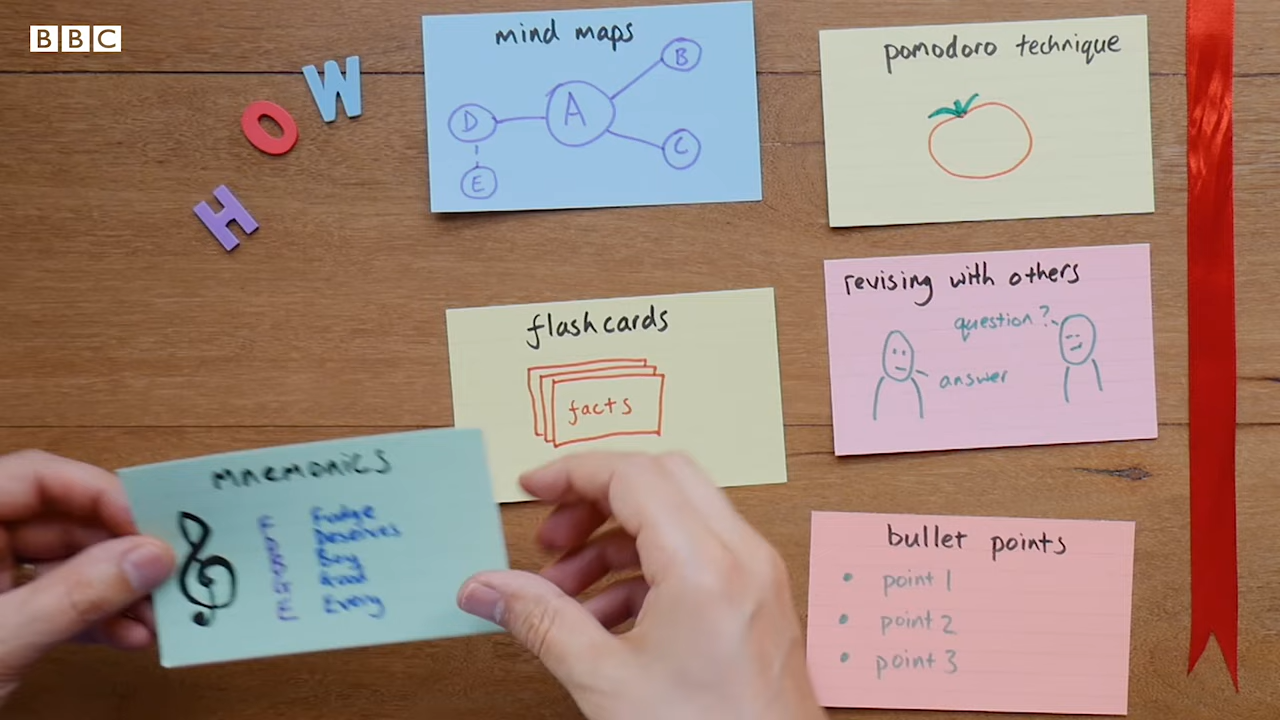 BBC
HOW
mind maps
A
B
C
D
E
pomodoro technique
revising with others
question?
answer
flashcards
facts
mnemonics
F Fudge
D Deserves
B Boy
G Good
E Every
bullet points
• point 1
• point 2
• point 3